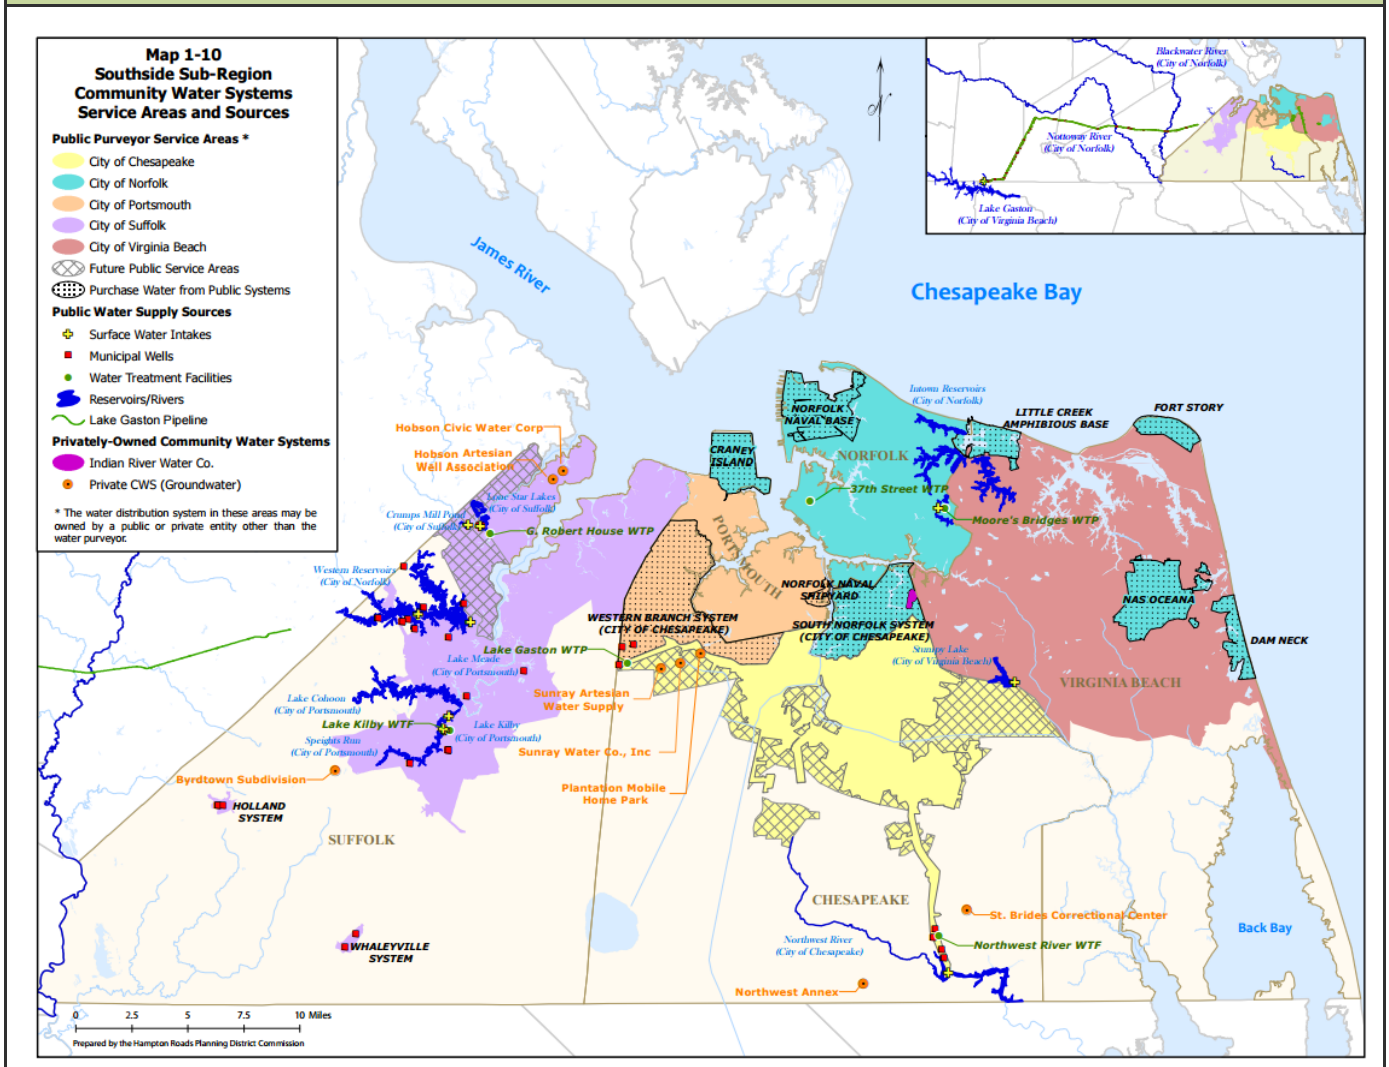 Map 1-10
Southside Sub-Region
Community Water Systems
Service Areas and Sources
Public Purveyor Service Areas *
City of Chesapeake
City of Norfolk
City of Portsmouth
City of Suffolk
City of Virginia Beach
Future Public Service Areas
Purchase Water from Public Systems
Public Water Supply Sources
Surface Water Intakes
Municipal Wells
Water Treatment Facilities
Reservoirs/Rivers
Lake Gaston Pipeline
Privately-Owned Community Water Systems
Indian River Water Co.
Private CWS (Groundwater)
* The water distribution system in these areas may be
owned by a public or private entity other than the
water purveyor.
N
Blackwater River
(City of Norfolk)
Nottoway River
(City of Norfolk)
Lake Gaston
(City of Virginia Beach)
James River
Chesapeake Bay
Intown Reservoirs
(City of Norfolk)
NORFOLK
NAVAL BASE
LITTLE CREEK
AMPHIBIOUS BASE
FORT STORY
Hobson Civic Water Corp
Hobson Artesian
Well Association
CRANEY
ISLAND
NORFOLK
37th Street WTP
Moore's Bridges WTP
Lone Star Lakes
(City of Suffolk)
Crumps Mill Pond
(City of Suffolk)
G. Robert House WTP
PORTSMOUTH
Western Reservoirs
(City of Norfolk)
NORFOLK NAVAL
SHIPYARD
NAS OCEANA
WESTERN BRANCH SYSTEM
(CITY OF CHESAPEAKE)
SOUTH NORFOLK SYSTEM
(CITY OF CHESAPEAKE)
DAM NECK
Lake Gaston WTP
Stumpy Lake
(City of Virginia Beach)
Lake Meade
(City of Portsmouth)
VIRGINIA BEACH
Lake Cohoon
(City of Portsmouth)
Sunray Artesian
Water Supply
Lake Kilby WTF
Lake Kilby
(City of Portsmouth)
Speights Run
(City of Portsmouth)
Sunray Water Co., Inc
Byrdtown Subdivision
Plantation Mobile
Home Park
HOLLAND
SYSTEM
SUFFOLK
CHESAPEAKE
St. Brides Correctional Center
Back Bay
WHALEYVILLE
SYSTEM
Northwest River
(City of Chesapeake)
Northwest River WTF
Northwest Annex
0 2.5 5 7.5 10 Miles
Prepared by the Hampton Roads Planning District Commission